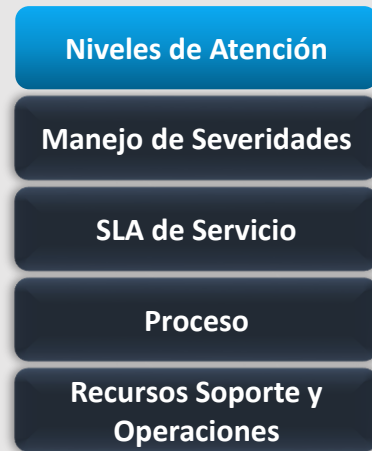 Niveles de Atención
Manejo de Severidades
SLA de Servicio
Proceso
Recursos Soporte y
Operaciones